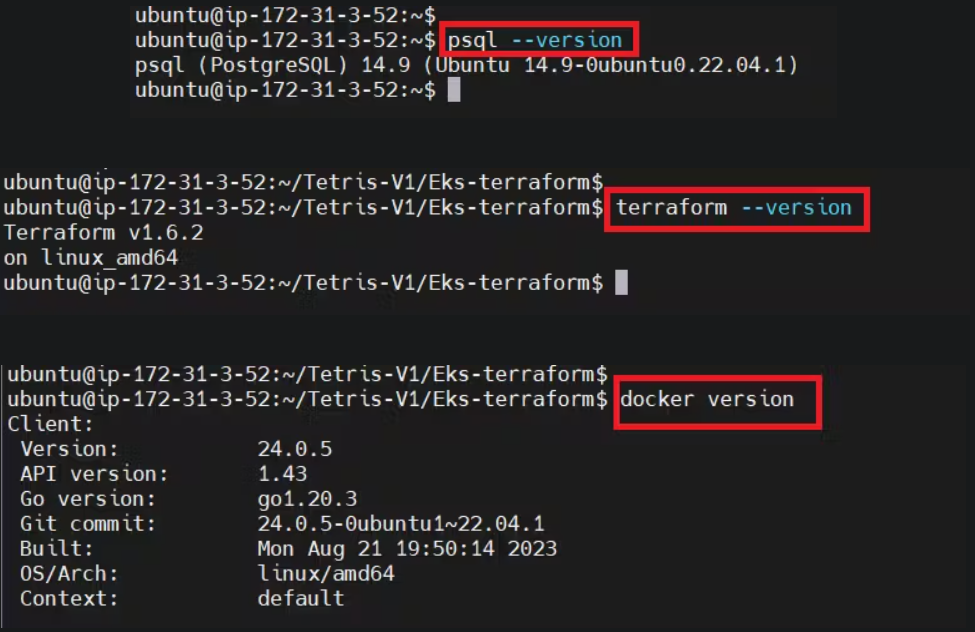 ubuntu@ip-172-31-3-52:~$
ubuntu@ip-172-31-3-52:~$ psql --version
psql (PostgreSQL) 14.9 (Ubuntu 14.9-0ubuntu0.22.04.1)
ubuntu@ip-172-31-3-52:~$
ubuntu@ip-172-31-3-52:~/Tetris-V1/Eks-terraform$
ubuntu@ip-172-31-3-52:~/Tetris-V1/Eks-terraform$ terraform --version
Terraform v1.6.2
on linux_amd64
ubuntu@ip-172-31-3-52:~/Tetris-V1/Eks-terraform$
ubuntu@ip-172-31-3-52:~/Tetris-V1/Eks-terraform$
ubuntu@ip-172-31-3-52:~/Tetris-V1/Eks-terraform$ docker version
Client:
 Version:           24.0.5
 API version:       1.43
 Go version:        go1.20.3
 Git commit:        24.0.5-0ubuntu1~22.04.1
 Built:             Mon Aug 21 19:50:14 2023
 OS/Arch:           linux/amd64
 Context:           default